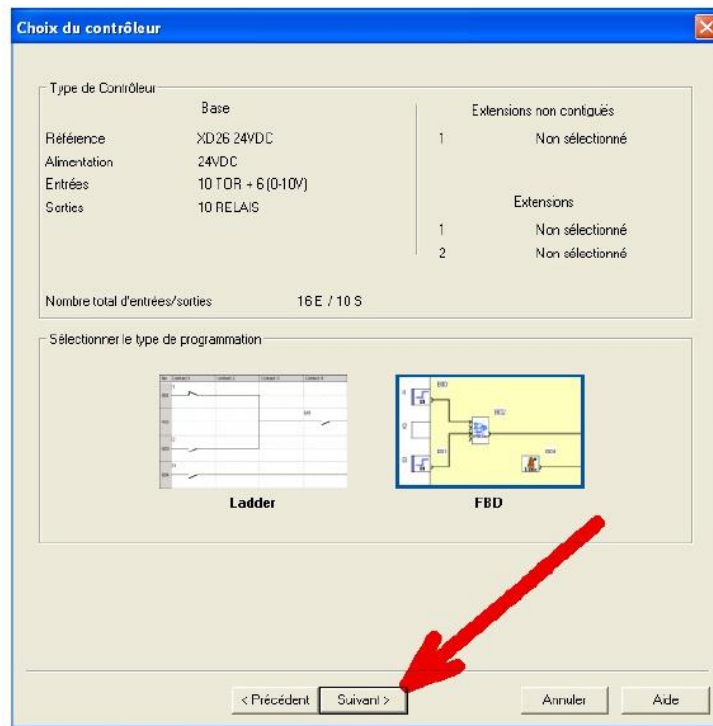 Choix du contrôleur
Type de Contrôleur
Base
Référence XD26 24VDC
Alimentation 24VDC
Entrées 10 TOR + 6 (0-10V)
Sorties 10 RELAIS
Extensions non contiguës
1 Non sélectionné
Extensions
1 Non sélectionné
2 Non sélectionné
Nombre total d'entrées/sorties 16 E / 10 S
Sélectionner le type de programmation
Ladder
FBD
< Précédent
Suivant >
Annuler
Aide